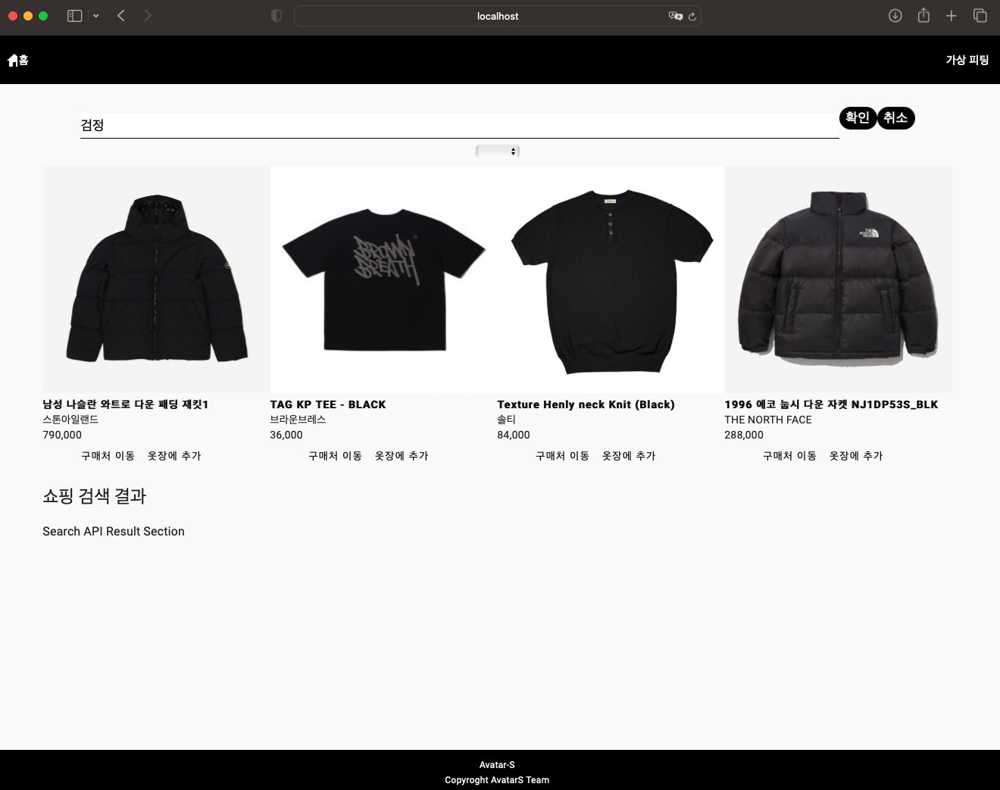 localhost
홈
가상 피팅
검정
확인 취소
BROWN
BREATH
THE
NORTH
FACE
남성 나슬란 와트로 다운 패딩 재킷1
스톤아일랜드
790,000
구매처 이동 옷장에 추가
TAG KP TEE - BLACK
브라운브레스
36,000
구매처 이동 옷장에 추가
Texture Henly neck Knit (Black)
솔티
84,000
구매처 이동 옷장에 추가
1996 에코 눕시 다운 자켓 NJ1DP53S_BLK
THE NORTH FACE
288,000
구매처 이동 옷장에 추가
쇼핑 검색 결과
Search API Result Section
Avatar-S
Copyroght AvatarS Team